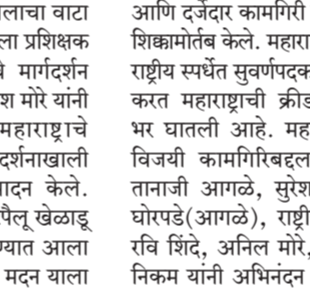 लाचा वाटा
ला प्रशिक्षक
मार्गदर्शन
श मोरे यांनी
महाराष्ट्राचे
दर्शनाखाली
ादन केले.
पैलू खेळाडू
ण्यात आला
मदन याला
आणि दर्जेदार कामगिरी
शिक्कामोर्तब केले. महारा
राष्ट्रीय स्पर्धेत सुवर्णपदक
करत महाराष्ट्राची क्रीड
भर घातली आहे. मह
विजयी कामगिरिबद्दल
तानाजी आगळे, सुरेश
घोरपडे(आगळे), राष्ट्री
रवि शिंदे, अनिल मोरे,
निकम यांनी अभिनंदन